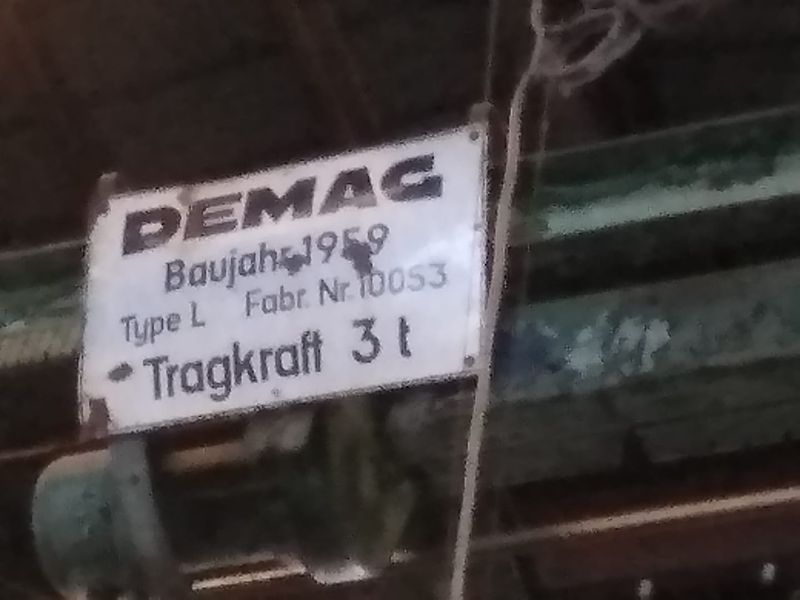 DEMAG
Baujahr 1959
Type L Fabr. Nr. 10053
Tragkraft 3 t